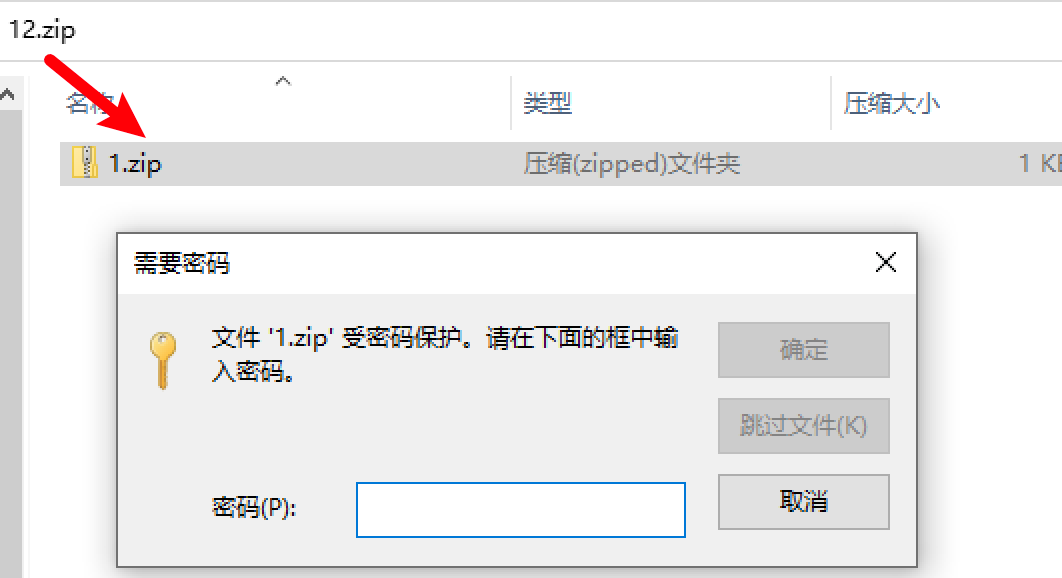 12.zip
名称
类型
压缩大小
1.zip
压缩(zipped)文件夹
1 KB
需要密码
文件 '1.zip' 受密码保护。请在下面的框中输
入密码。
确定
跳过文件(K)
密码(P):
取消